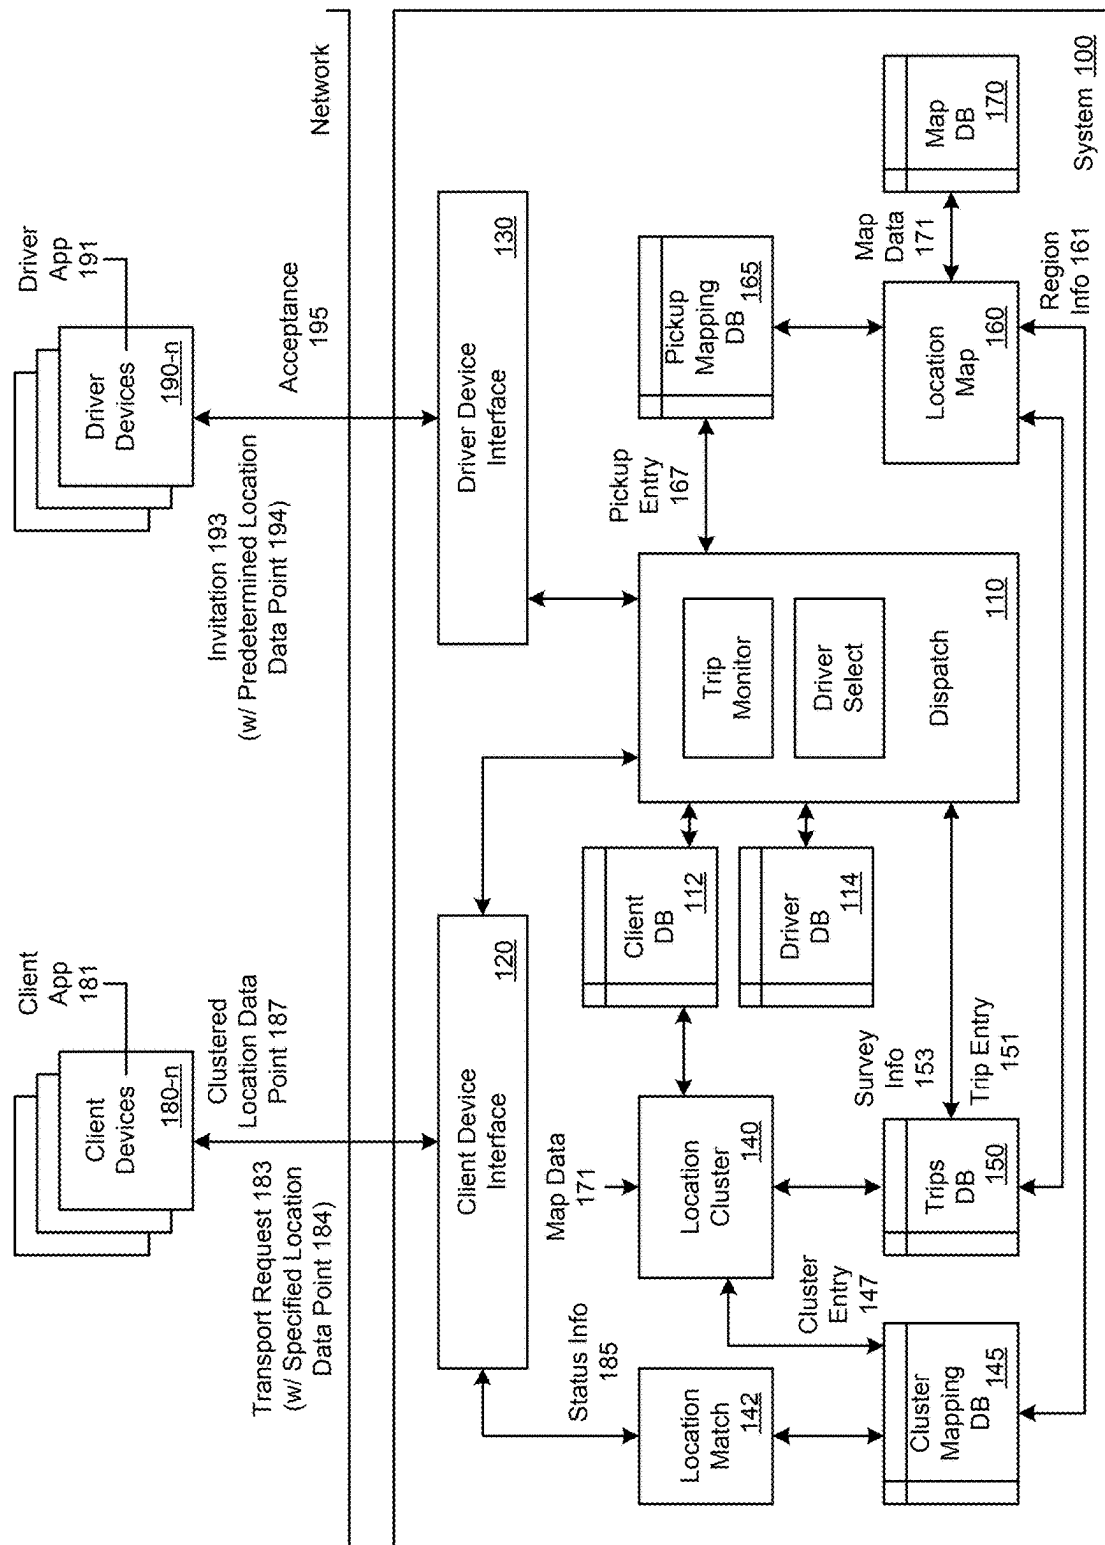 Client
App
181
Client
Devices
180-n
Driver
App
191
Driver
Devices
190-n
Transport Request 183
(w/ Specified Location
Data Point 184)
Clustered
Location Data
Point 187
Invitation 193
(w/ Predetermined Location
Data Point 194)
Acceptance
195
Network
Client Device
Interface
120
Driver Device
Interface
130
Status Info
185
Map Data
171
Client
DB
112
Pickup
Entry
167
Pickup
Mapping
DB
165
Location
Match
142
Location
Cluster
140
Driver
DB
114
Trip
Monitor
Driver
Select
Dispatch
110
Cluster
Entry
147
Survey
Info
153
Trip Entry
151
Map
Data
171
Cluster
Mapping
DB
145
Trips
DB
150
Location
Map
160
Map
DB
170
Region
Info 161
System 100